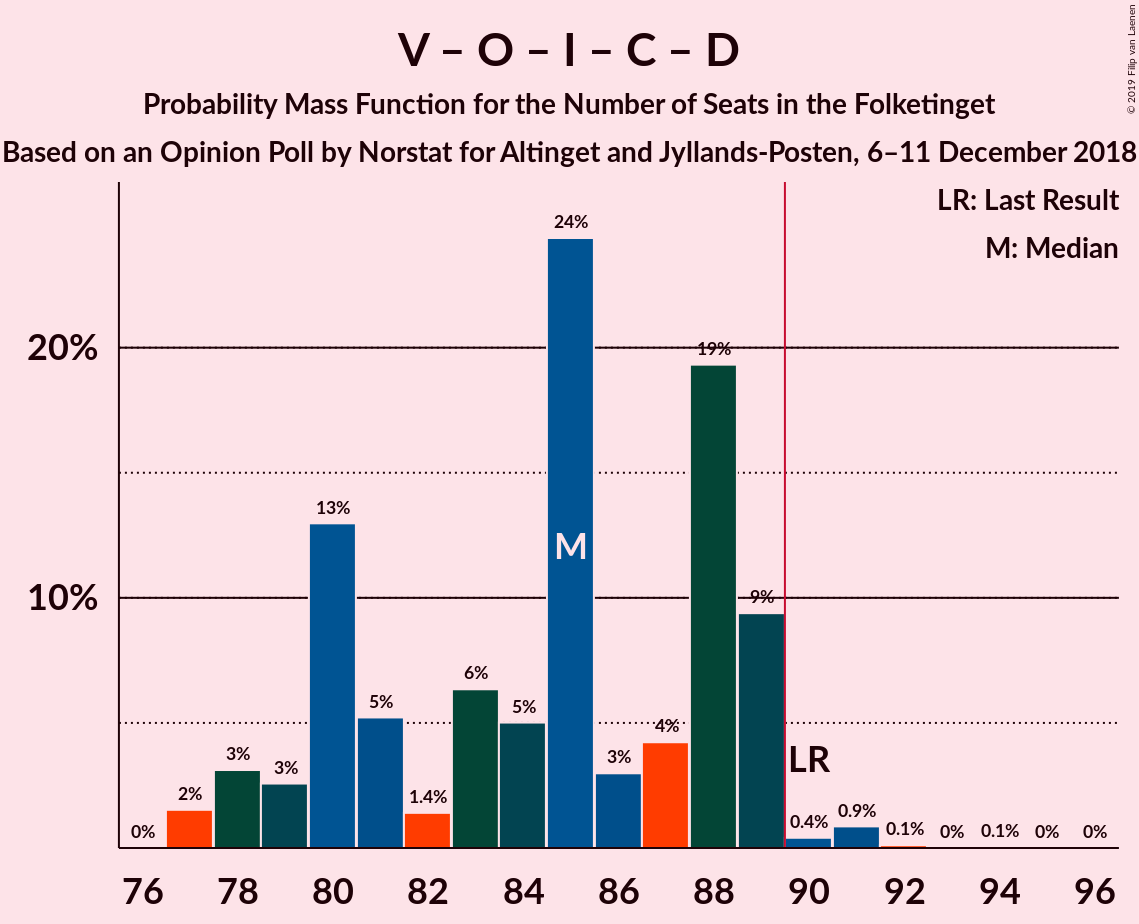 V – O – I – C – D
Probability Mass Function for the Number of Seats in the Folketinget
Based on an Opinion Poll by Norstat for Altinget and Jyllands-Posten, 6–11 December 2018
© 2019 Filip van Laenen
LR: Last Result
M: Median
20%
10%
0%
2%
3%
3%
13%
5%
1.4%
6%
5%
24%
M
3%
4%
19%
9%
LR
0.4%
0.9%
0.1%
0%
0.1%
0%
0%
76 78 80 82 84 86 88 90 92 94 96